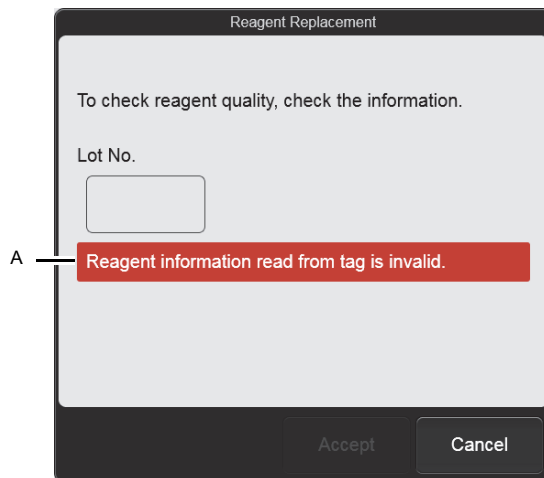 Reagent Replacement
To check reagent quality, check the information.
Lot No.
A
Reagent information read from tag is invalid.
Accept
Cancel